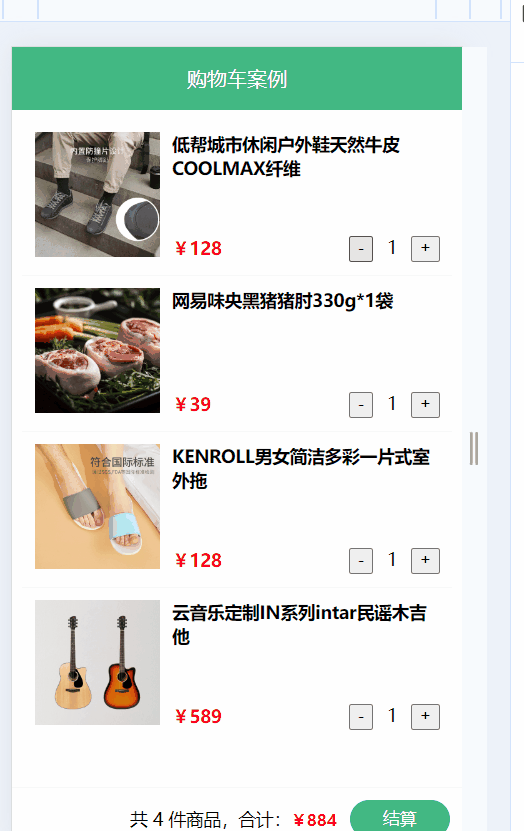 购物车案例
内置防撞片设计
低帮城市休闲户外鞋天然牛皮
COOLMAX纤维
¥128
- 1 +
网易味央黑猪猪肘330g*1袋
¥39
- 1 +
符合国际标准
KENROLL男女简洁多彩一片式室
外拖
¥128
- 1 +
云音乐定制IN系列intar民谣木吉
他
¥589
- 1 +
共 4 件商品，合计：¥884 结算